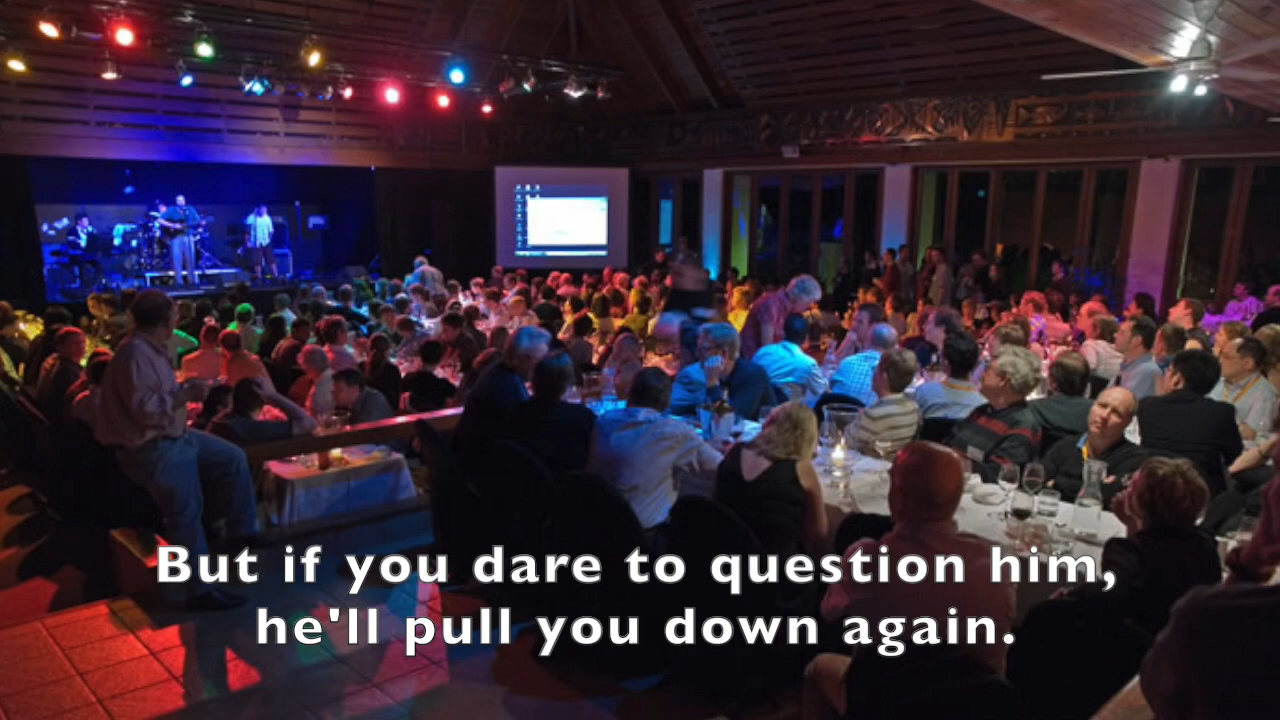 But if you dare to question him,
he'll pull you down again.